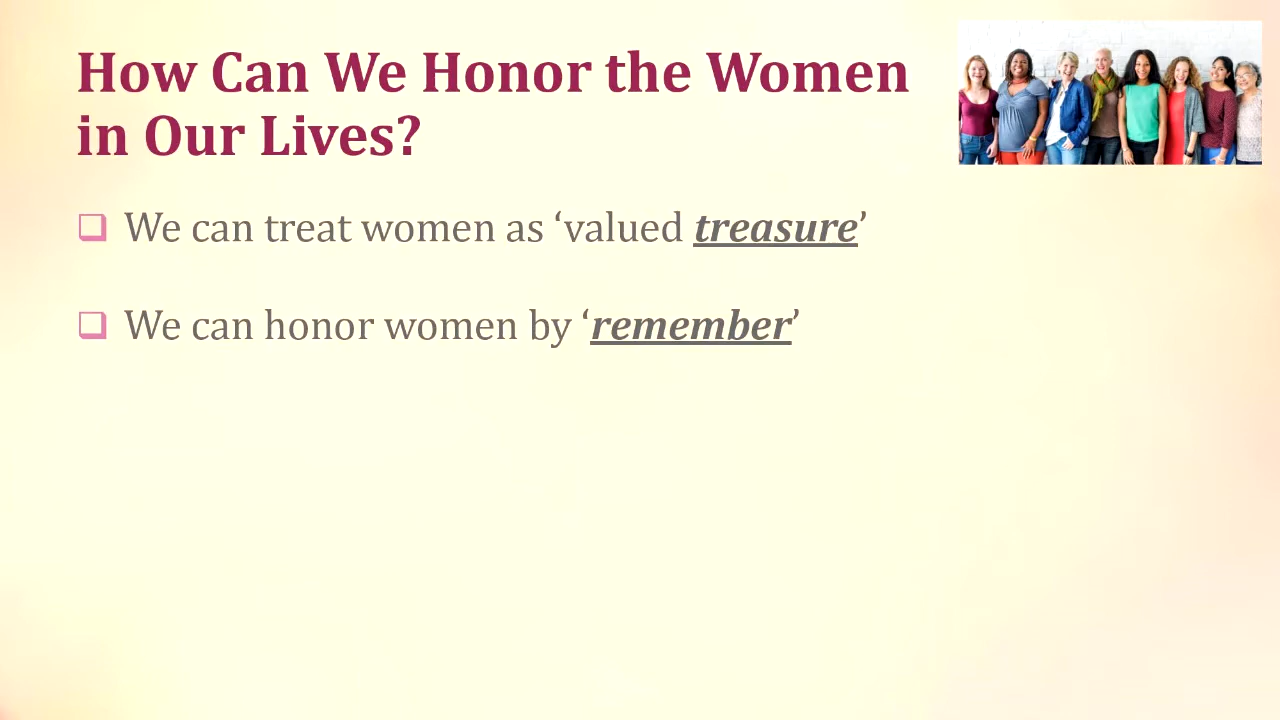 How Can We Honor the Women
in Our Lives?
We can treat women as ‘valued treasure’
We can honor women by ‘remember’